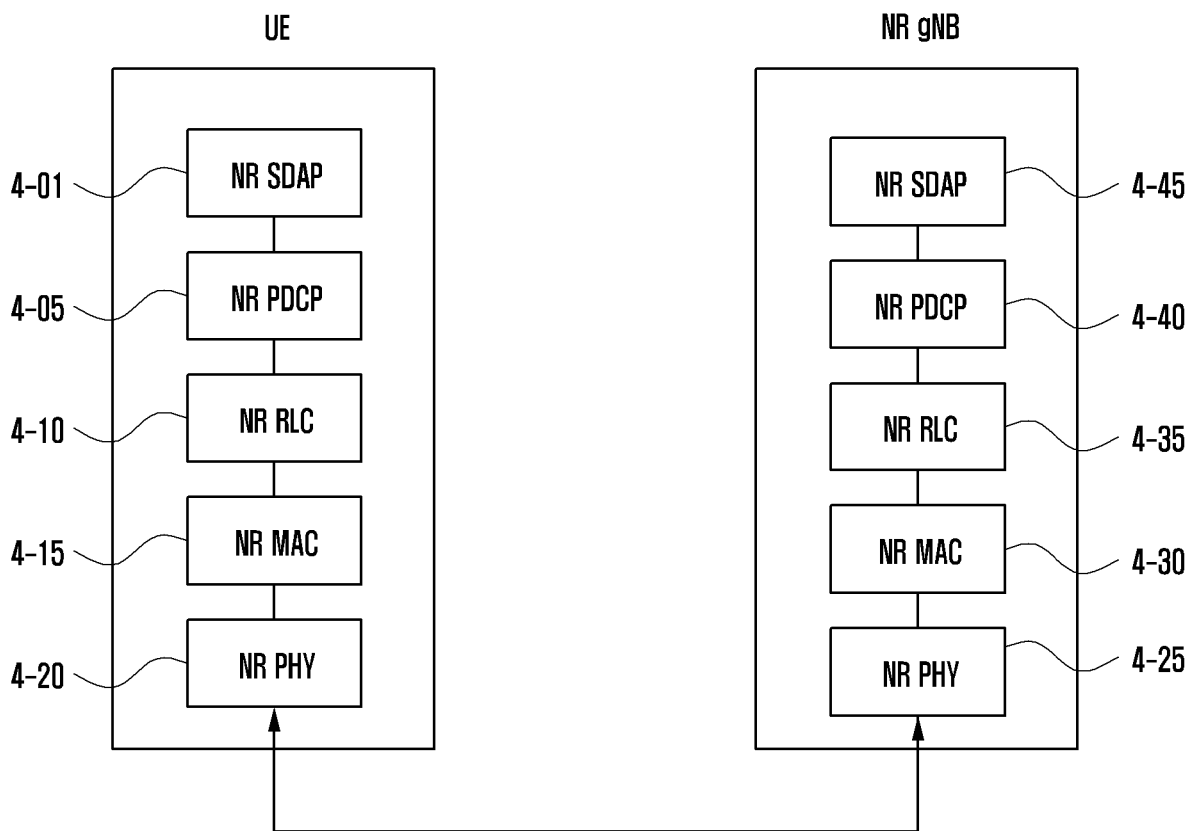 UE
NR gNB
4-01
NR SDAP
NR SDAP
4-45
4-05
NR PDCP
NR PDCP
4-40
4-10
NR RLC
NR RLC
4-35
4-15
NR MAC
NR MAC
4-30
4-20
NR PHY
NR PHY
4-25